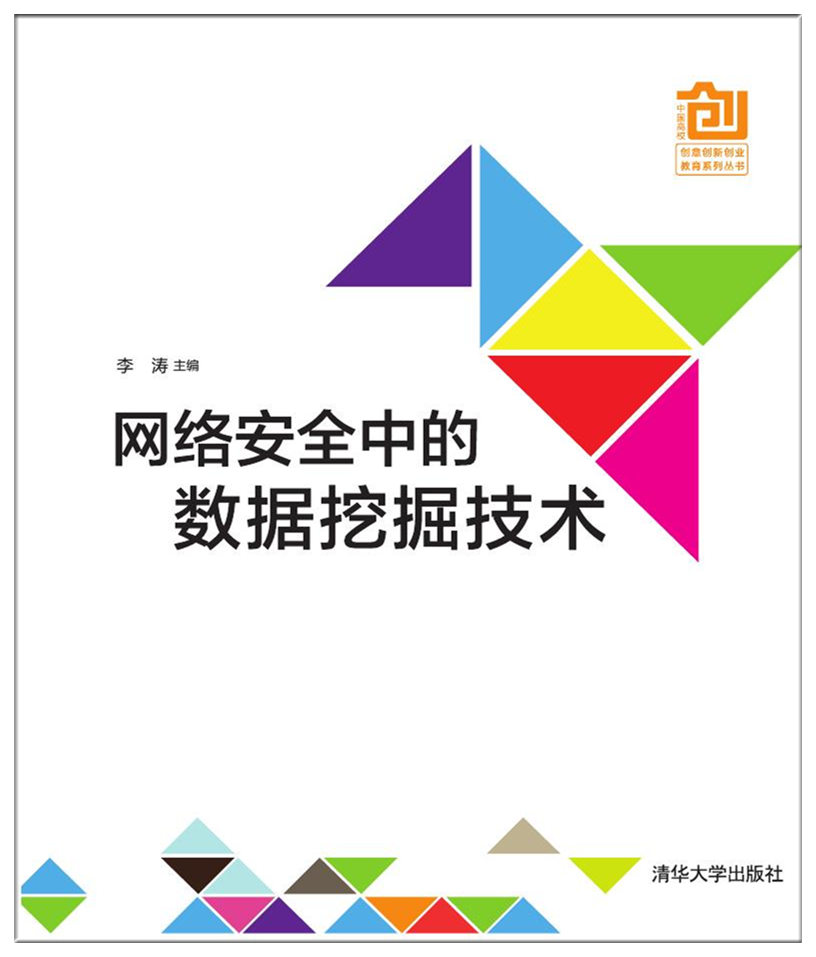 创
中国高校
创意创新创业
教育系列丛书
李 涛 主编
网络安全中的
数据挖掘技术
清华大学出版社